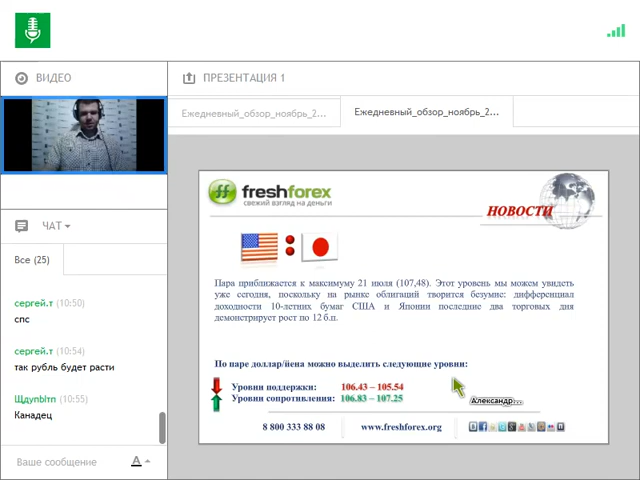 ВИДЕО
ПРЕЗЕНТАЦИЯ 1
Ежедневный_обзор_ноябрь_2...
Ежедневный_обзор_ноябрь_2...
ЧАТ
Все (25)
сергей.т (10:50)
спс
сергей.т (10:54)
так рубль будет расти
Щдупыtn (10:55)
Канадец
Ваше сообщение
A
freshforex
свежий взгляд на деньги
НОВОСТИ
Пара приближается к максимуму 21 июля (107,48). Этот уровень мы можем увидеть
уже сегодня, поскольку на рынке облигаций творится безумие: дифференциал
доходности 10-летних бумаг США и Японии последние два торговых дня
демонстрирует рост по 12 б.п.
По паре доллар/йена можно выделить следующие уровни:
Уровни поддержки: 106.43 – 105.54
Уровни сопротивления: 106.83 – 107.25
Александр...
8 800 333 88 08
www.freshforex.org